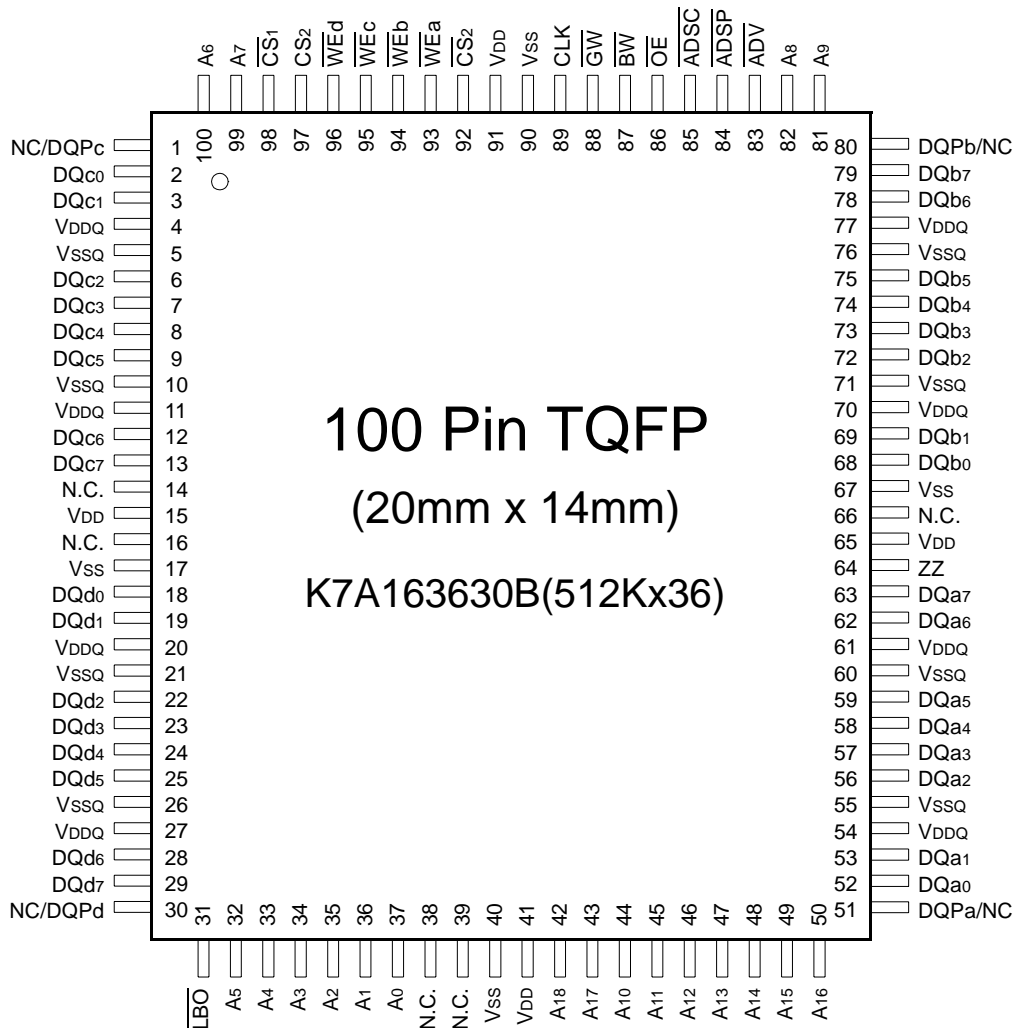 A6 A7 CS1 CS2 WEd WEc WEb WEa CS2 VDD VSS CLK GW BW OE ADSC ADSP ADV A8 A9
100 99 98 97 96 95 94 93 92 91 90 89 88 87 86 85 84 83 82 81
NC/DQPc 1 80 DQPb/NC
DQc0 2 79 DQb7
DQc1 3 78 DQb6
VDDQ 4 77 VDDQ
VSSQ 5 76 VSSQ
DQc2 6 75 DQb5
DQc3 7 74 DQb4
DQc4 8 73 DQb3
DQc5 9 72 DQb2
VSSQ 10 71 VSSQ
VDDQ 11 70 VDDQ
DQc6 12 69 DQb1
DQc7 13 68 DQb0
N.C. 14 67 VSS
VDD 15 66 N.C.
N.C. 16 65 VDD
VSS 17 64 ZZ
DQd0 18 63 DQa7
DQd1 19 62 DQa6
VDDQ 20 61 VDDQ
VSSQ 21 60 VSSQ
DQd2 22 59 DQa5
DQd3 23 58 DQa4
DQd4 24 57 DQa3
DQd5 25 56 DQa2
VSSQ 26 55 VSSQ
VDDQ 27 54 VDDQ
DQd6 28 53 DQa1
DQd7 29 52 DQa0
NC/DQPd 30 51 DQPa/NC
100 Pin TQFP
(20mm x 14mm)
K7A163630B(512Kx36)
31 32 33 34 35 36 37 38 39 40 41 42 43 44 45 46 47 48 49 50
LBO A5 A4 A3 A2 A1 A0 N.C. N.C. VSS VDD A18 A17 A10 A11 A12 A13 A14 A15 A16